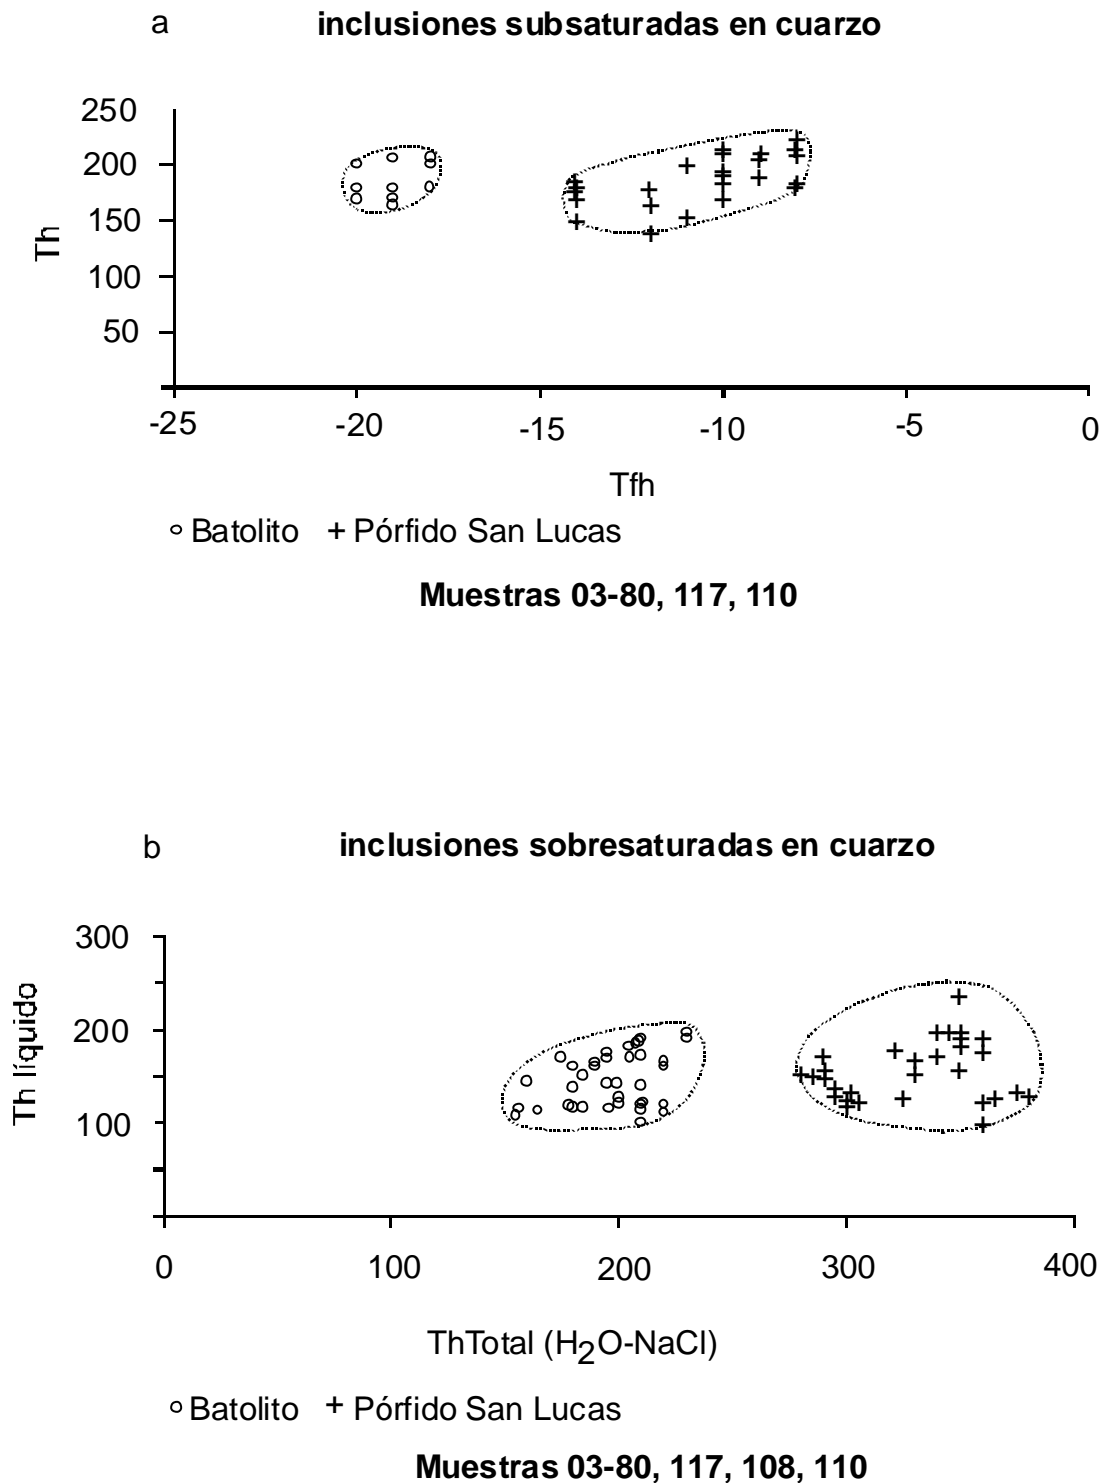 a
inclusiones subsaturadas en cuarzo
250
200
150
100
50
Th
-25 -20 -15 -10 -5 0
Tfh
Batolito + Pórfido San Lucas
Muestras 03-80, 117, 110
b
inclusiones sobresaturadas en cuarzo
300
200
100
Th líquido
0 100 200 300 400
ThTotal (H₂O-NaCl)
Batolito + Pórfido San Lucas
Muestras 03-80, 117, 108, 110